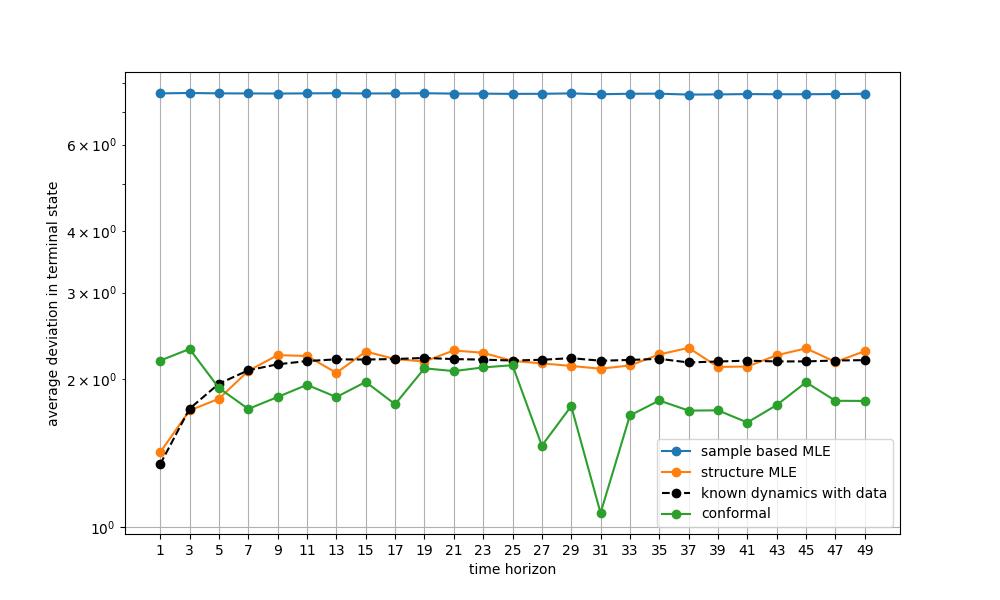 average deviation in terminal state
6 × 10⁰
4 × 10⁰
3 × 10⁰
2 × 10⁰
10⁰
sample based MLE
structure MLE
known dynamics with data
conformal
1 3 5 7 9 11 13 15 17 19 21 23 25 27 29 31 33 35 37 39 41 43 45 47 49
time horizon